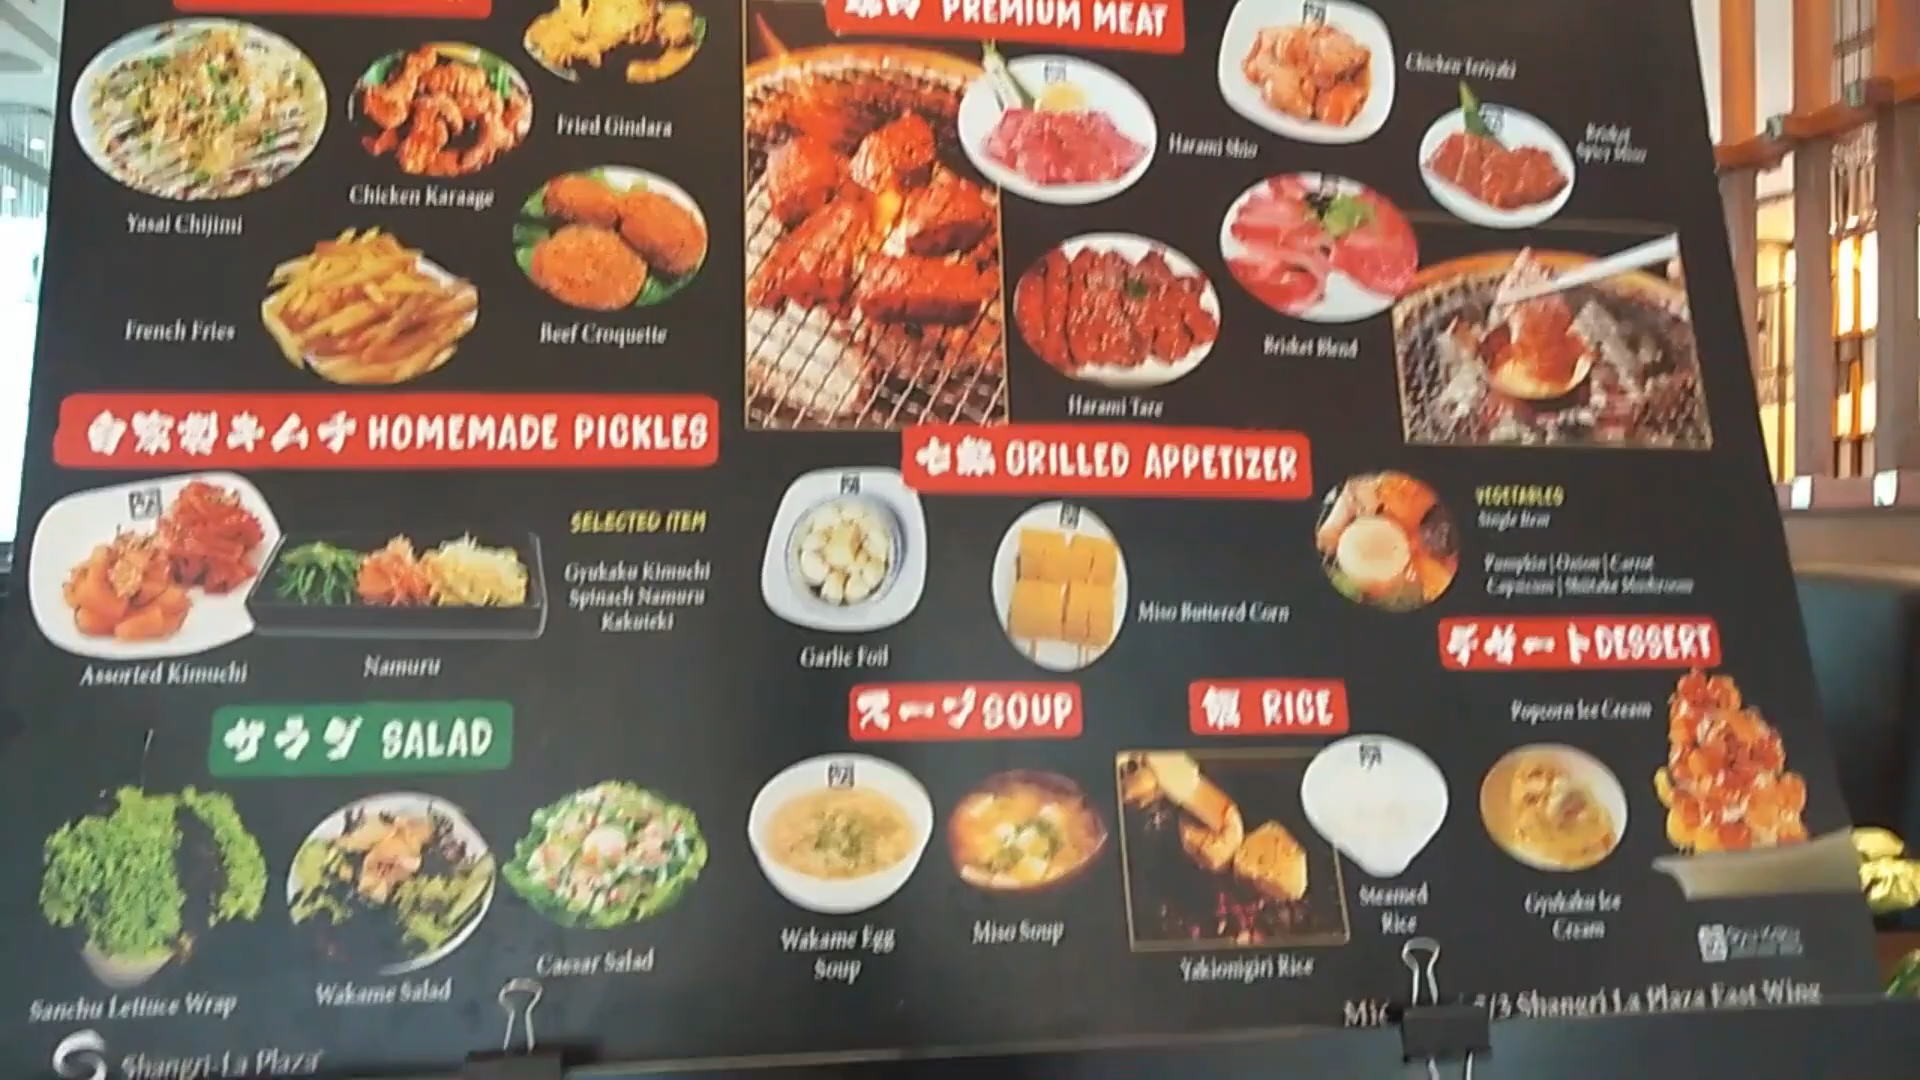 PREMIUM MEAT
Fried Gindara
Chicken Karaage
Yasai Chijimi
French Fries
Beef Croquette
Chicken Teriyaki
Harami Shio
Brisket
Spicy Miso
Brisket Blend
Harami Tare
自家製キムチ HOMEMADE PICKLES
SELECTED ITEM
Gyukaku Kimuchi
Spinach Namuru
Kakuteki
Assorted Kimuchi
Namuru
七輪 GRILLED APPETIZER
VEGETABLES
Single Item
Pumpkin | Onion | Carrot
Capsicum | Shiitake Mushroom
Garlic Foil
Miso Buttered Corn
サラダ SALAD
Sanchu Lettuce Wrap
Wakame Salad
Caesar Salad
スープ SOUP
Wakame Egg
Soup
Miso Soup
飯 RICE
Yakionigiri Rice
Steamed
Rice
デザート DESSERT
Popcorn Ice Cream
Gyukaku Ice
Cream
/3 Shangri La Plaza East Wing
Shangri-La Plaza